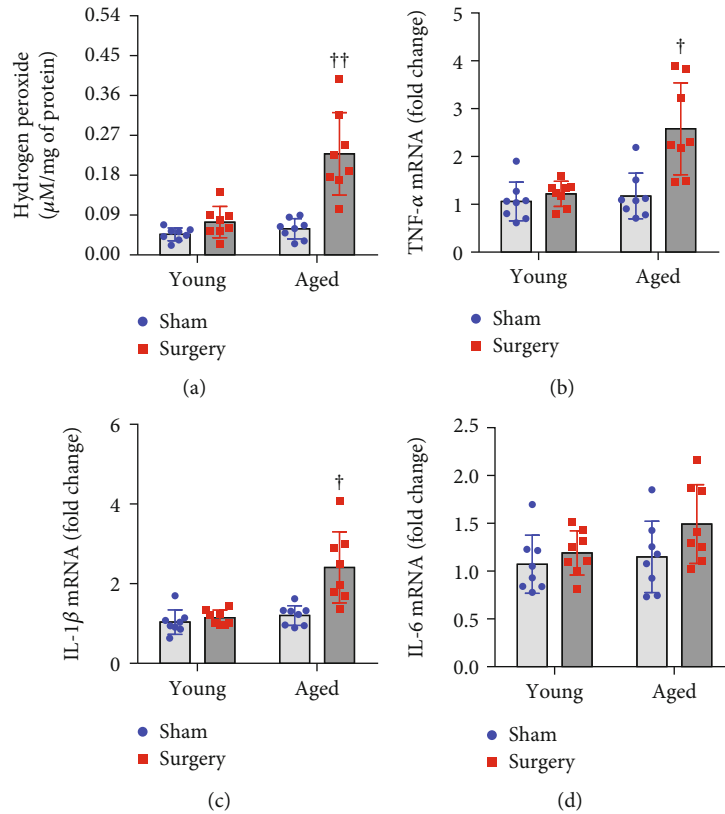 Hydrogen peroxide
(μM/mg of protein)
0.54
0.45
0.36
0.27
0.18
0.09
0.00
††
Young
Aged
Sham
Surgery
(a)
TNF-α mRNA (fold change)
5
4
3
2
1
0
†
Young
Aged
Sham
Surgery
(b)
IL-1β mRNA (fold change)
6
4
2
0
†
Young
Aged
Sham
Surgery
(c)
IL-6 mRNA (fold change)
2.5
2.0
1.5
1.0
0.5
0.0
Young
Aged
Sham
Surgery
(d)